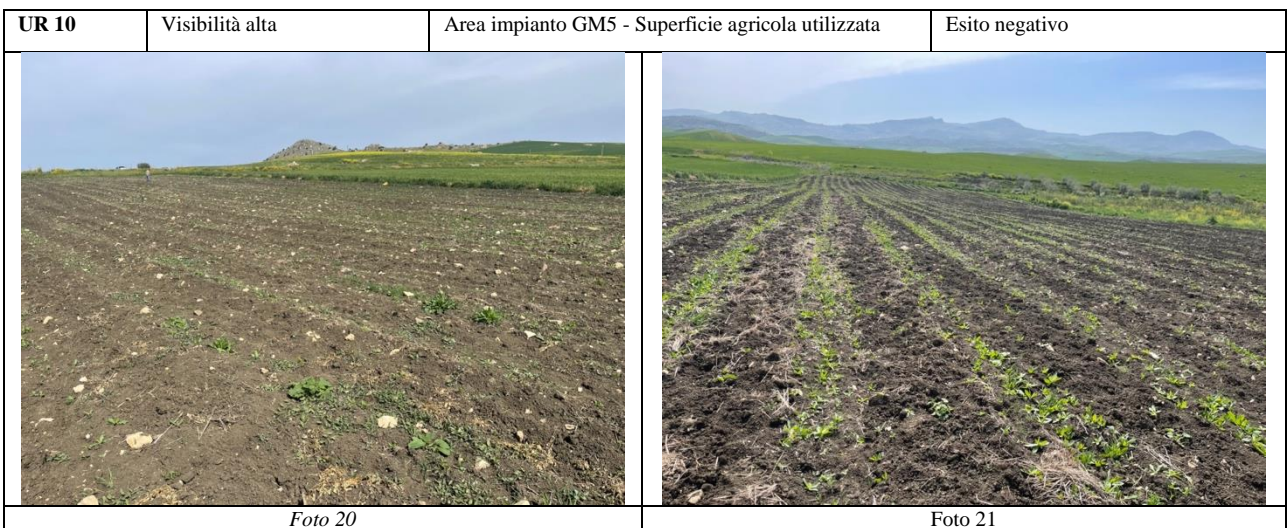 UR 10 Visibilità alta Area impianto GM5 - Superficie agricola utilizzata Esito negativo
Foto 20 Foto 21